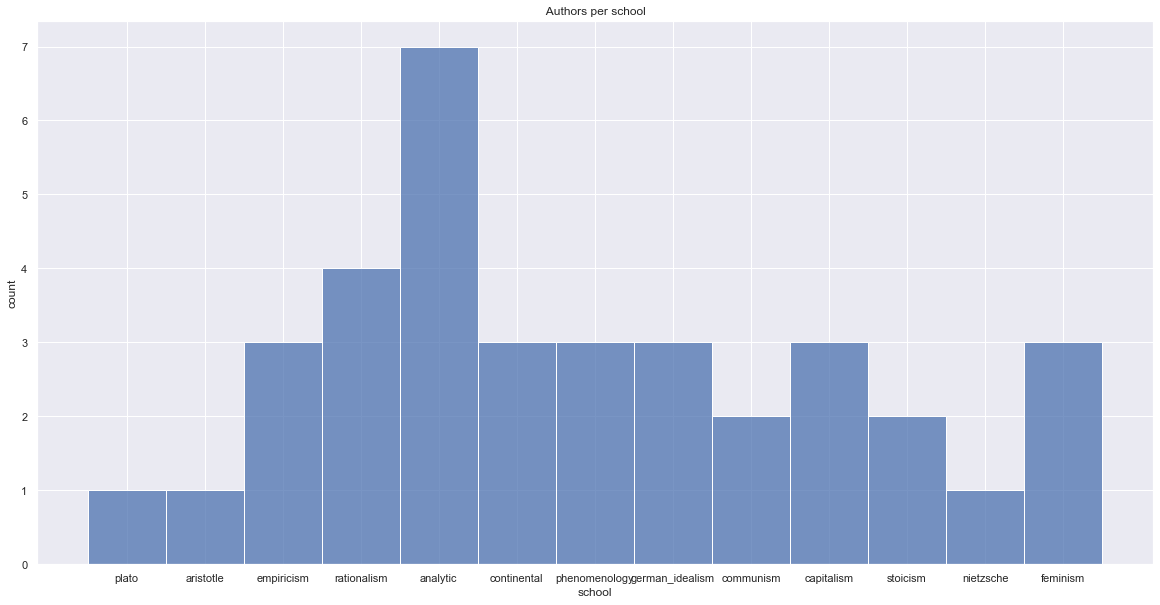 Authors per school
count
7
6
5
4
3
2
1
0
plato aristotle empiricism rationalism analytic continental phenomenology german_idealism communism capitalism stoicism nietzsche feminism
school